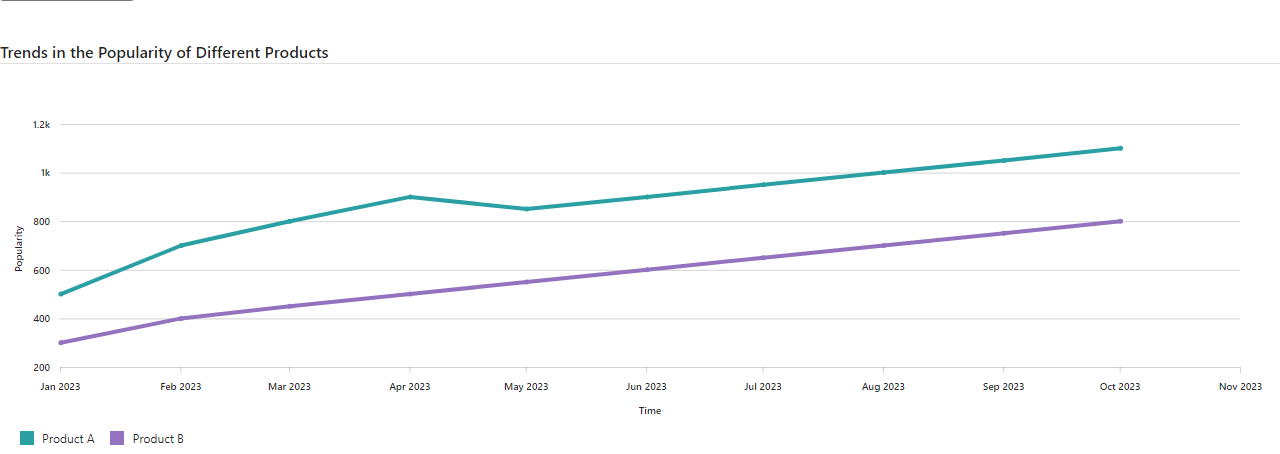 Trends in the Popularity of Different Products
1.2k
1k
800
600
400
200
Popularity
Jan 2023 Feb 2023 Mar 2023 Apr 2023 May 2023 Jun 2023 Jul 2023 Aug 2023 Sep 2023 Oct 2023 Nov 2023
Time
Product A Product B